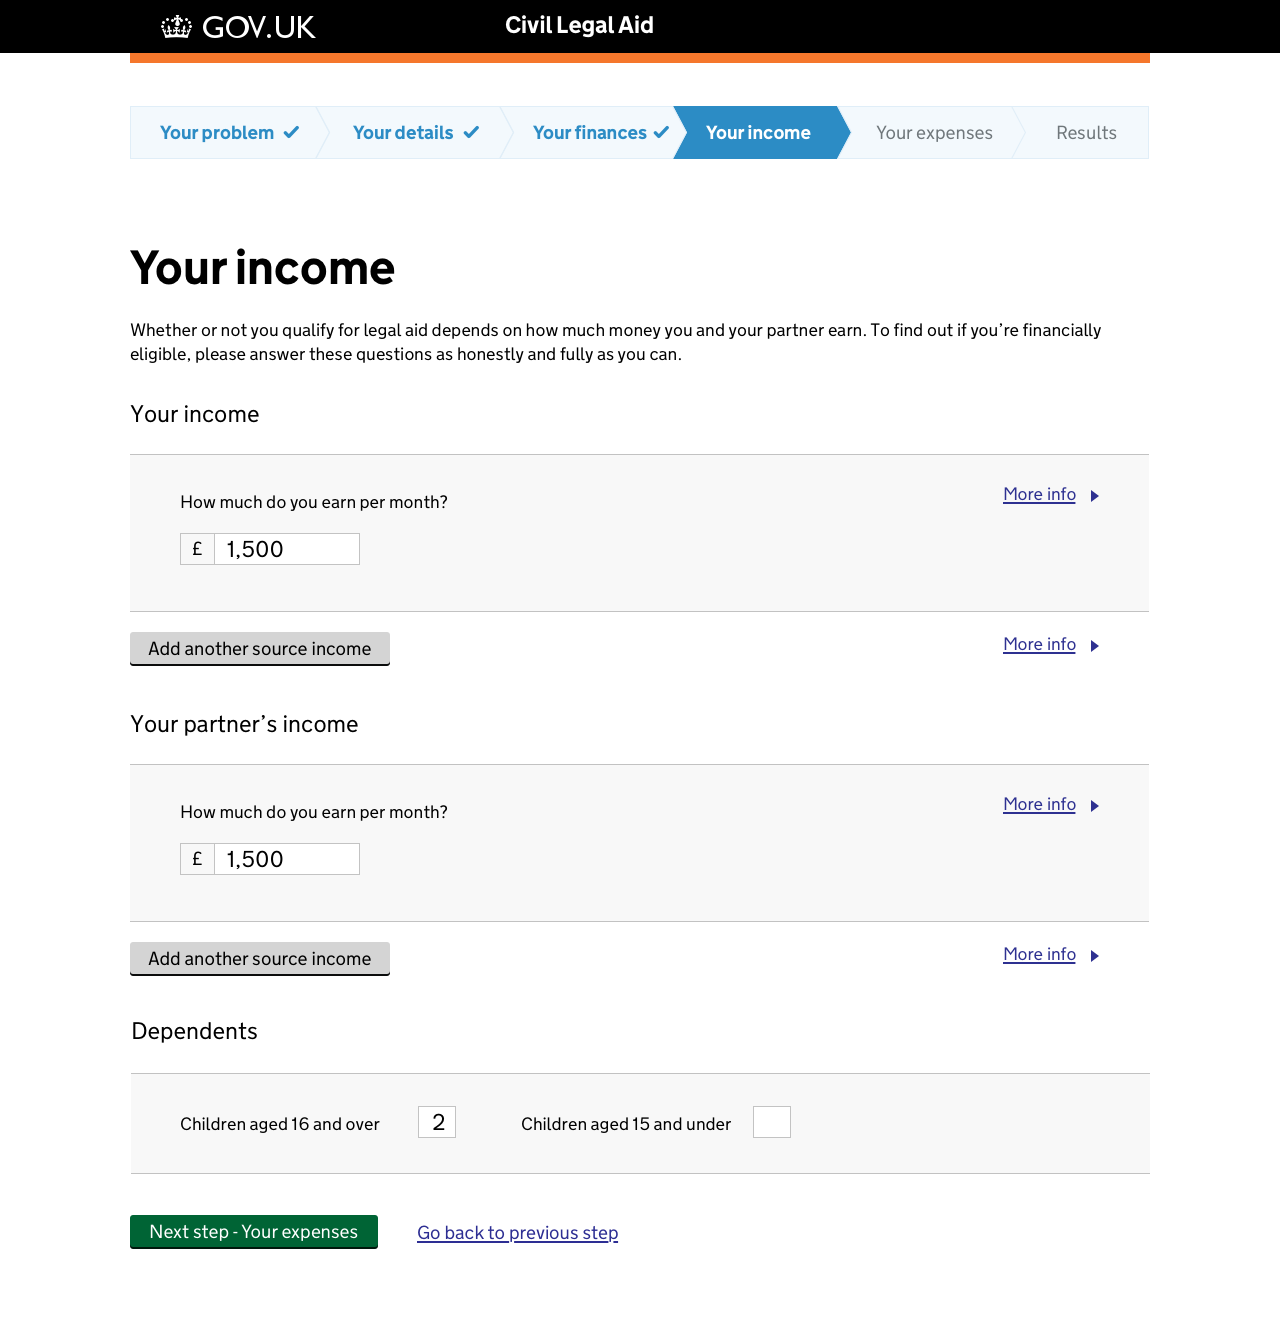 GOV.UK
Civil Legal Aid
Your problem
Your details
Your finances
Your income
Your expenses
Results
Your income
Whether or not you qualify for legal aid depends on how much money you and your partner earn. To find out if you’re financially
eligible, please answer these questions as honestly and fully as you can.
Your income
How much do you earn per month?
More info
£ 1,500
Add another source income
More info
Your partner’s income
How much do you earn per month?
More info
£ 1,500
Add another source income
More info
Dependents
Children aged 16 and over 2 Children aged 15 and under
Next step - Your expenses
Go back to previous step